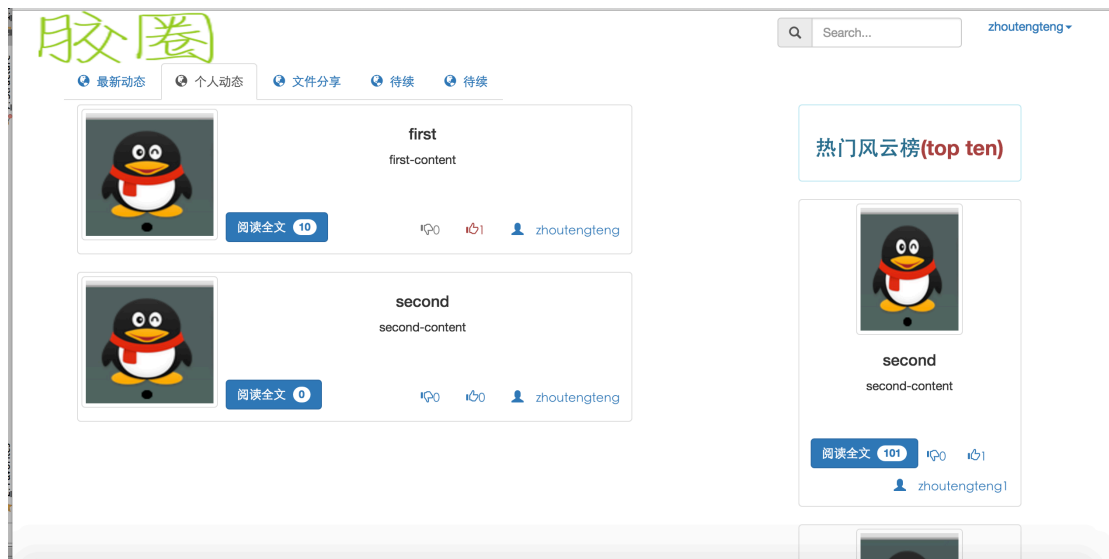 胶圈
Search...
zhoutengteng
最新动态 个人动态 文件分享 待续 待续
first
first-content
阅读全文 10 0 1 zhoutengteng
second
second-content
阅读全文 0 0 0 zhoutengteng
热门风云榜(top ten)
second
second-content
阅读全文 101 0 1
zhoutengteng1